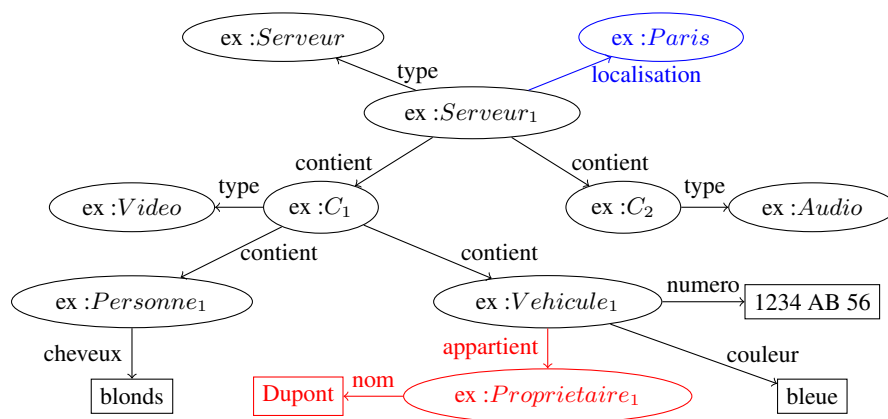 ex :Serveur
ex :Paris
type
localisation
ex :Serveur₁
contient
contient
ex :Video
type
ex :C₁
ex :C₂
type
ex :Audio
contient
contient
ex :Personne₁
ex :Vehicule₁
numero
1234 AB 56
cheveux
appartient
couleur
blonds
Dupont
nom
ex :Proprietaire₁
bleue